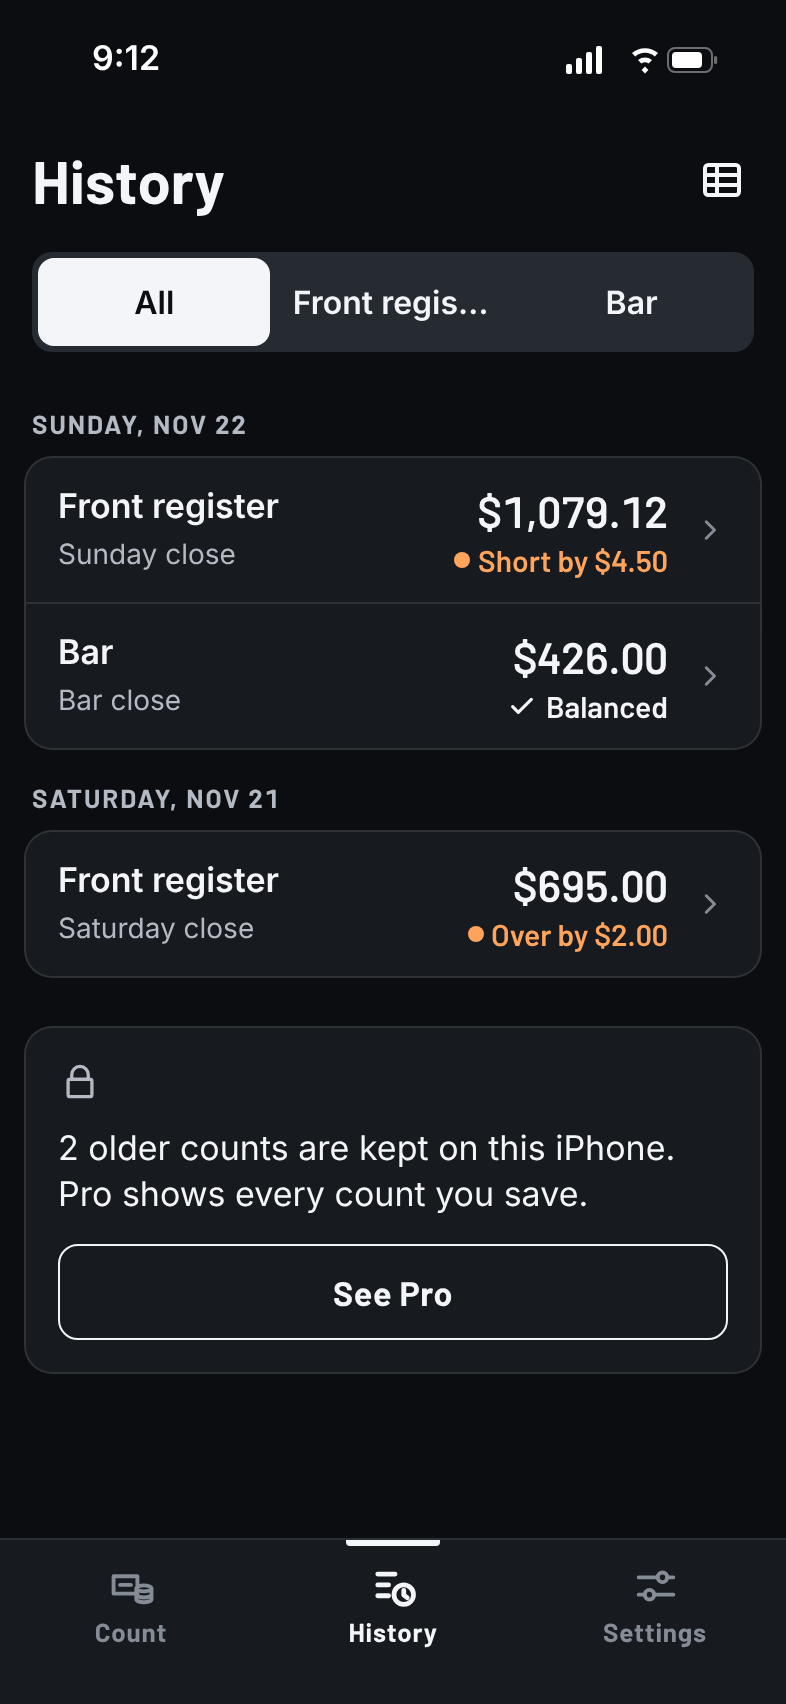 9:12
History
All
Front regis...
Bar
SUNDAY, NOV 22
Front register
$1,079.12
Sunday close
Short by $4.50
Bar
$426.00
Bar close
Balanced
SATURDAY, NOV 21
Front register
$695.00
Saturday close
Over by $2.00
2 older counts are kept on this iPhone.
Pro shows every count you save.
See Pro
Count
History
Settings